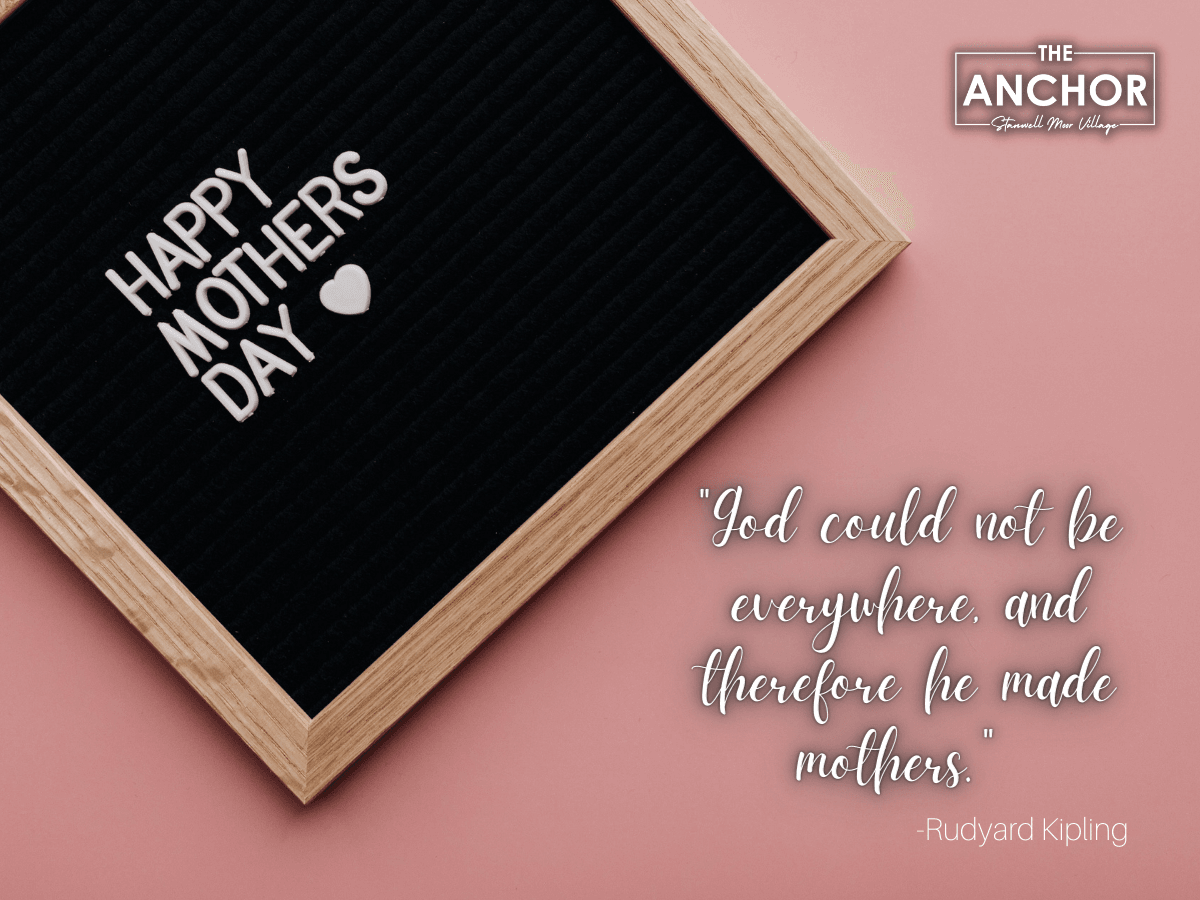 HAPPY
MOTHERS
DAY
THE
ANCHOR
Stanwell Moor Village
"God could not be
everywhere, and
therefore he made
mothers."
-Rudyard Kipling